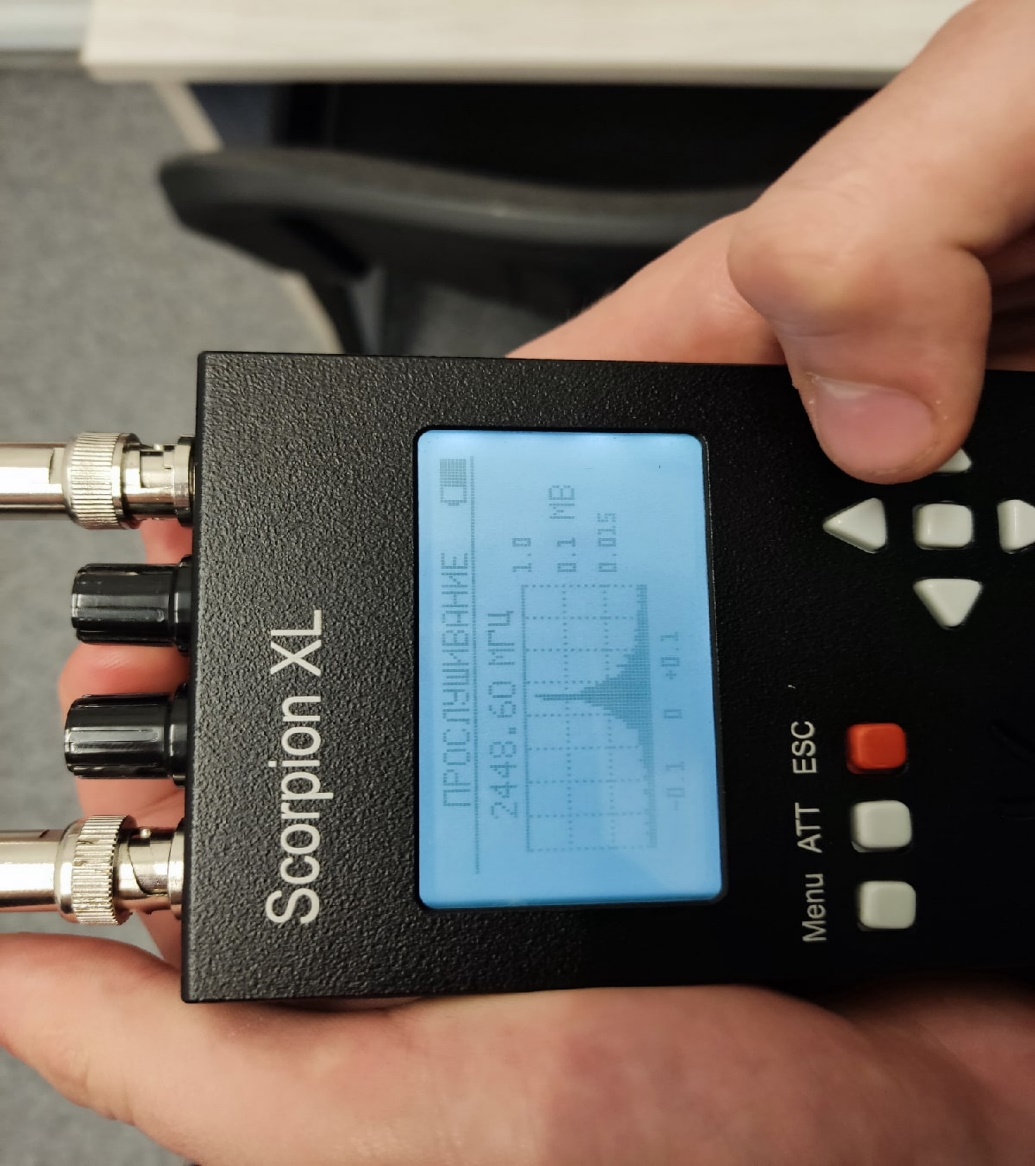 Scorpion XL
ПРОСЛУШИВАНИЕ
2448.60 МГЦ
1.0
0.1 МВ
0.015
-0.1 0 +0.1
Menu ATT ESC